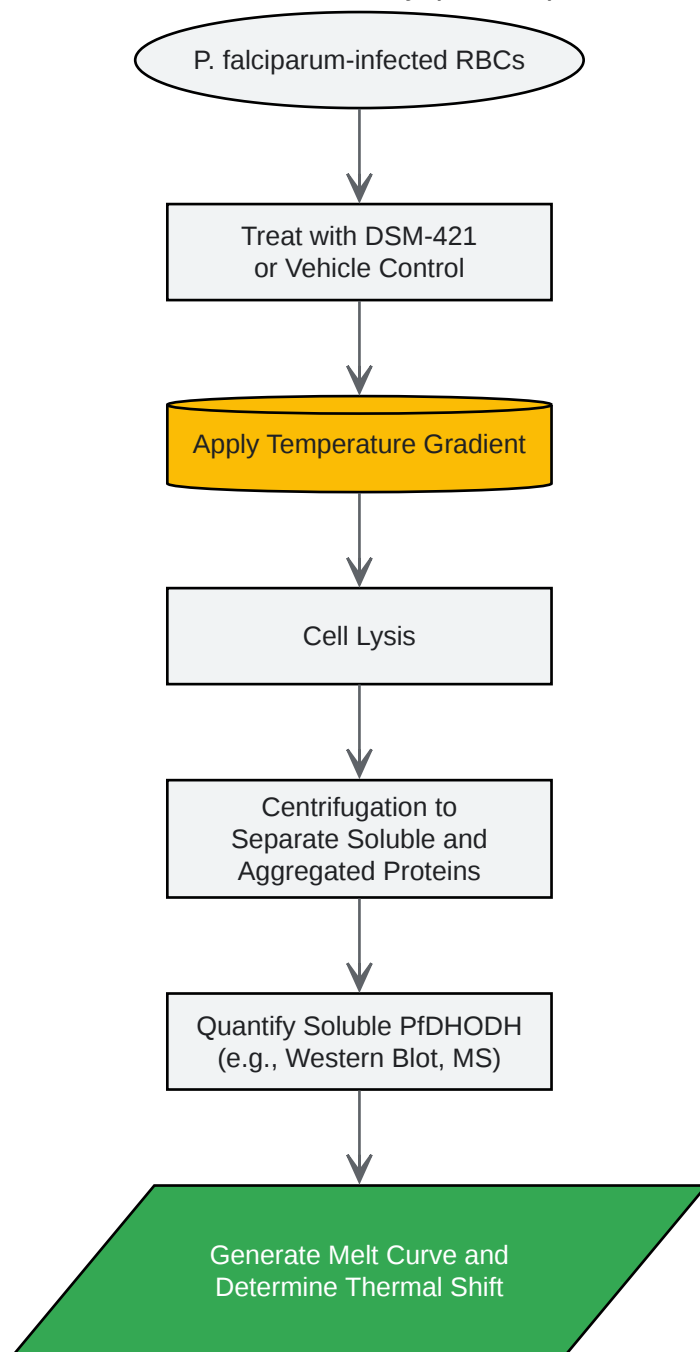 P. falciparum-infected RBCs
Treat with DSM-421
or Vehicle Control
Apply Temperature Gradient
Cell Lysis
Centrifugation to
Separate Soluble and
Aggregated Proteins
Quantify Soluble PfDHODH
(e.g., Western Blot, MS)
Generate Melt Curve and
Determine Thermal Shift